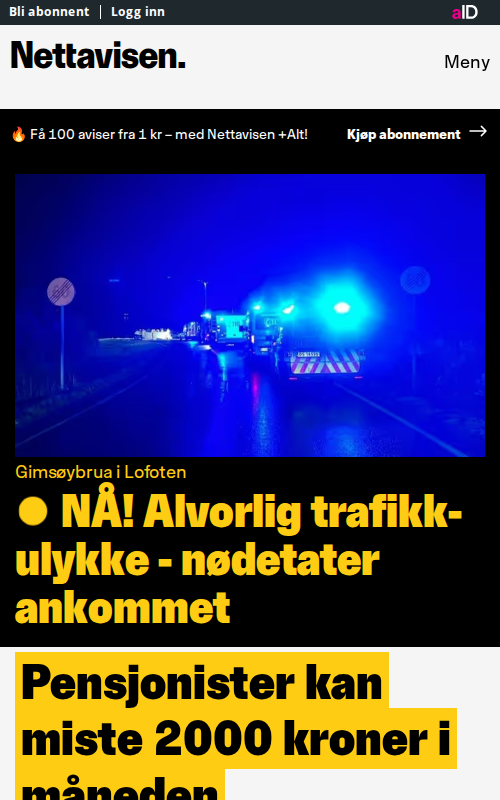 Bli abonnent | Logg inn
aID
Nettavisen.
Meny
🔥 Få 100 aviser fra 1 kr – med Nettavisen +Alt!
Kjøp abonnement →
Gimsøybrua i Lofoten
NÅ! Alvorlig trafikk-
ulykke - nødetater
ankommet
Pensjonister kan
miste 2000 kroner i
måneden